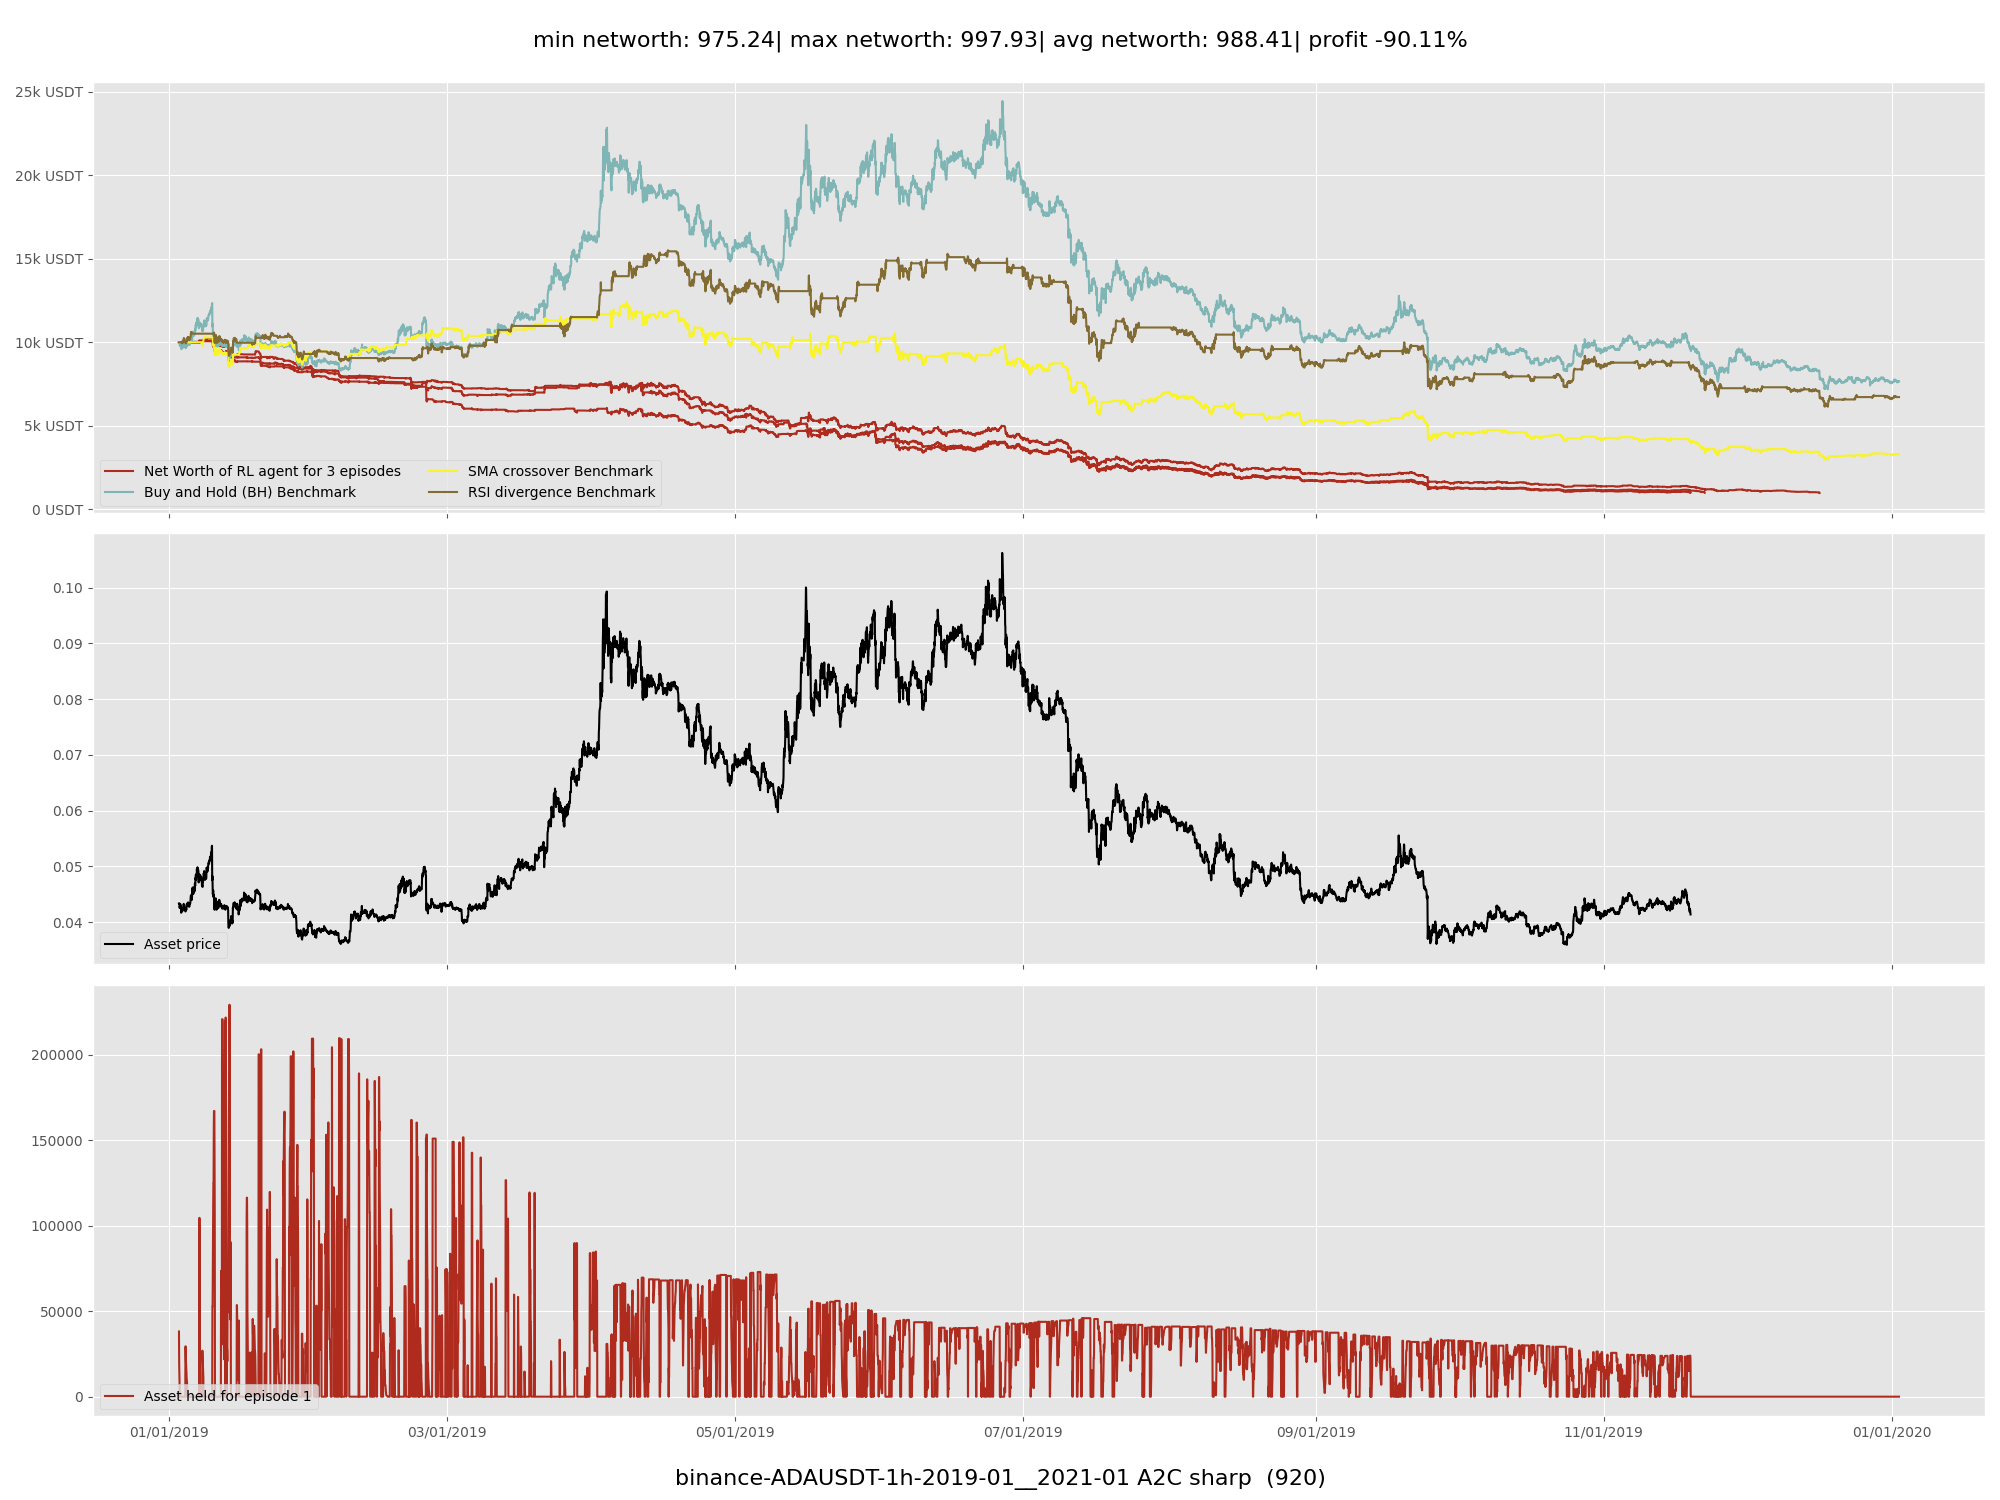 min networth: 975.24| max networth: 997.93| avg networth: 988.41| profit -90.11%
25k USDT
20k USDT
15k USDT
10k USDT
5k USDT
0 USDT
Net Worth of RL agent for 3 episodes
Buy and Hold (BH) Benchmark
SMA crossover Benchmark
RSI divergence Benchmark
0.10
0.09
0.08
0.07
0.06
0.05
0.04
Asset price
200000
150000
100000
50000
0
Asset held for episode 1
01/01/2019
03/01/2019
05/01/2019
07/01/2019
09/01/2019
11/01/2019
01/01/2020
binance-ADAUSDT-1h-2019-01__2021-01 A2C sharp  (920)